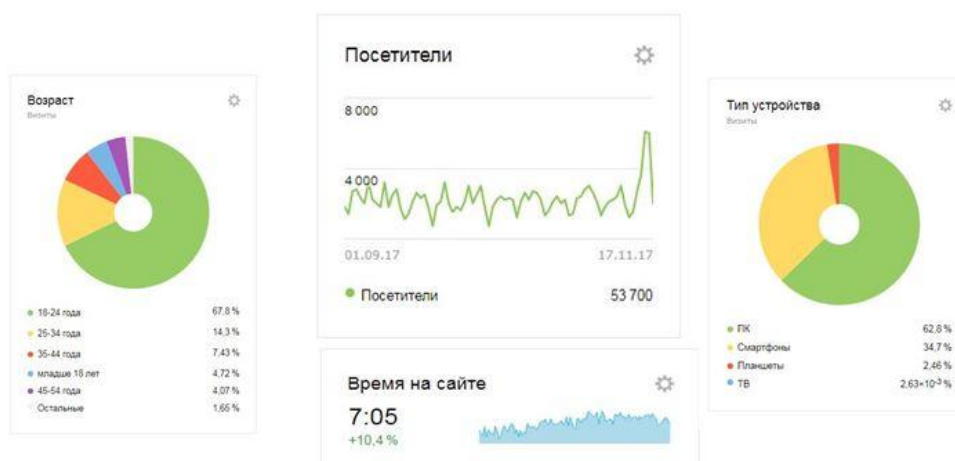 Возраст
Визиты
18-24 года 67,8 %
25-34 года 14,3 %
35-44 года 7,43 %
младше 18 лет 4,72 %
45-54 года 4,07 %
Остальные 1,65 %
Посетители
8 000
4 000
01.09.17 17.11.17
Посетители 53 700
Время на сайте
7:05
+10,4 %
Тип устройства
Визиты
ПК 62,8 %
Смартфоны 34,7 %
Планшеты 2,46 %
ТВ 2,63×10-3 %